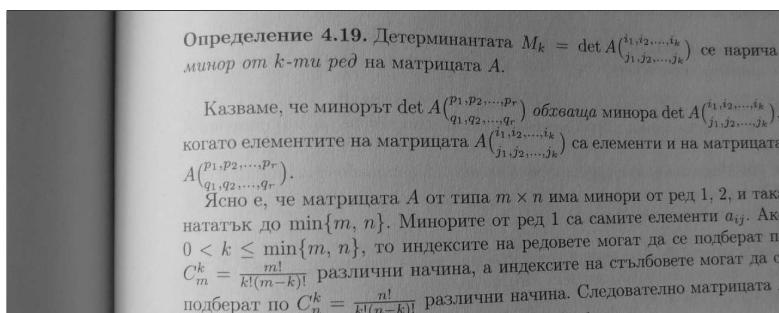 Определение 4.19. Детерминантата $M_k = \det A\binom{i_1,i_2,\ldots,i_k}{j_1,j_2,\ldots,j_k}$ се нарича
минор от k-ти ред на матрицата A.
Казваме, че минорът $\det A\binom{p_1,p_2,\ldots,p_r}{q_1,q_2,\ldots,q_r}$ обхваща минора $\det A\binom{i_1,i_2,\ldots,i_k}{j_1,j_2,\ldots,j_k}$,
когато елементите на матрицата $A\binom{i_1,i_2,\ldots,i_k}{j_1,j_2,\ldots,j_k}$ са елементи и на матрицата
$A\binom{p_1,p_2,\ldots,p_r}{q_1,q_2,\ldots,q_r}$.
Ясно е, че матрицата A от типа $m \times n$ има минори от ред 1, 2, и така
нататък до $\min\{m, n\}$. Минорите от ред 1 са самите елементи $a_{ij}$. Ак
$0 < k \leq \min\{m, n\}$, то индексите на редовете могат да се подберат п
$C_m^k = \frac{m!}{k!(m-k)!}$ различни начина, а индексите на стълбовете могат да с
подберат по $C_n^k = \frac{n!}{k!(n-k)!}$ различни начина. Следователно матрицата